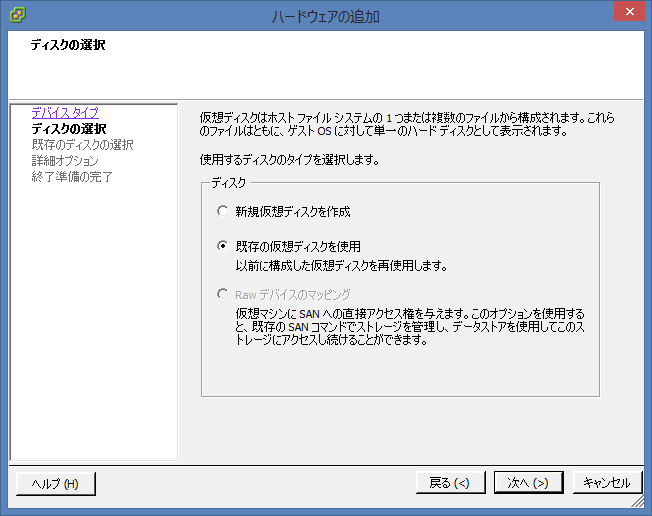 ハードウェアの追加
ディスクの選択
デバイス タイプ
ディスクの選択
既存のディスクの選択
詳細オプション
終了準備の完了
仮想ディスクはホスト ファイル システムの 1 つまたは複数のファイルから構成されます。これら
のファイルはともに、ゲスト OS に対して単一のハード ディスクとして表示されます。
使用するディスクのタイプを選択します。
ディスク
新規仮想ディスクを作成
既存の仮想ディスクを使用
以前に構成した仮想ディスクを再使用します。
Raw デバイスのマッピング
仮想マシンに SAN への直接アクセス権を与えます。このオプションを使用する
と、既存の SAN コマンドでストレージを管理し、データストアを使用してこのス
トレージにアクセスし続けることができます。
ヘルプ (H)
戻る (<)
次へ (>)
キャンセル